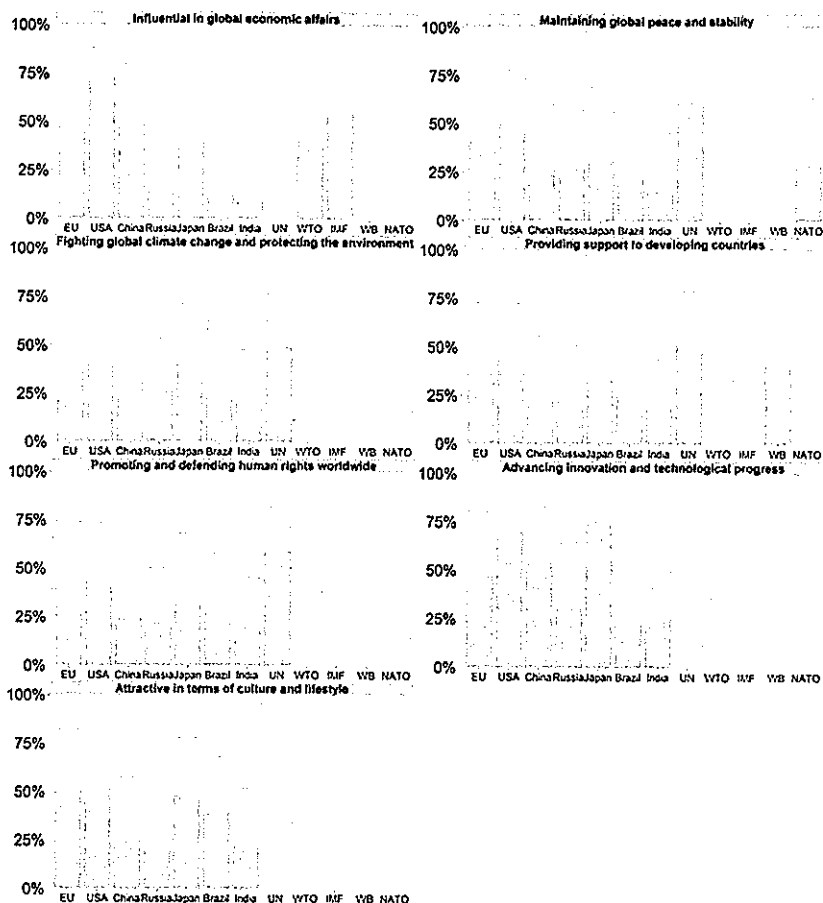 Influential in global economic affairs
100%
75%
50%
25%
0%
EU USA China Russia Japan Brazil India UN WTO IMF WB NATO
Maintaining global peace and stability
100%
75%
50%
25%
0%
EU USA China Russia Japan Brazil India UN WTO IMF WB NATO
Fighting global climate change and protecting the environment
100%
75%
50%
25%
0%
EU USA China Russia Japan Brazil India UN WTO IMF WB NATO
Providing support to developing countries
100%
75%
50%
25%
0%
EU USA China Russia Japan Brazil India UN WTO IMF WB NATO
Promoting and defending human rights worldwide
100%
75%
50%
25%
0%
EU USA China Russia Japan Brazil India UN WTO IMF WB NATO
Advancing innovation and technological progress
100%
75%
50%
25%
0%
EU USA China Russia Japan Brazil India UN WTO IMF WB NATO
Attractive in terms of culture and lifestyle
100%
75%
50%
25%
0%
EU USA China Russia Japan Brazil India UN WTO IMF WB NATO